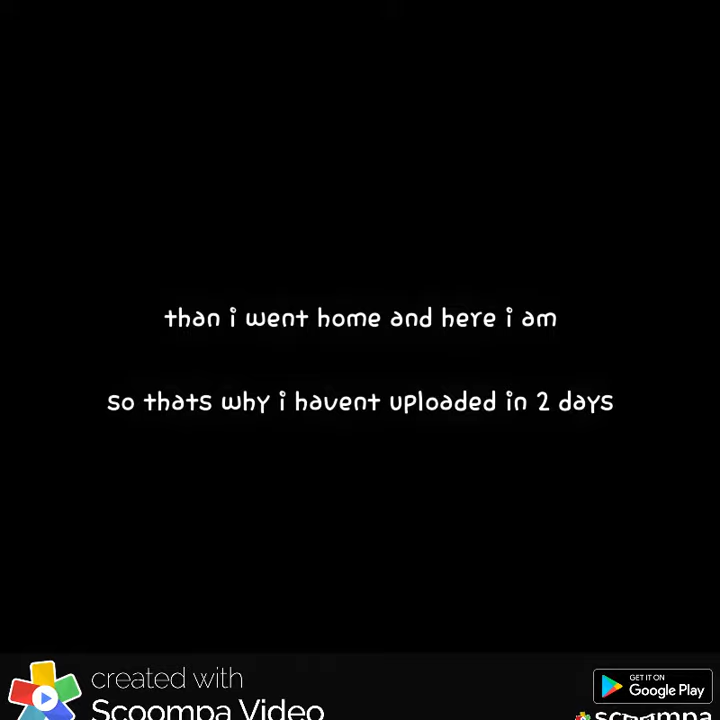 than i went home and here i am
so thats why i havent uploaded in 2 days
created with
Scoompa Video
GET IT ON
Google Play
scoompa